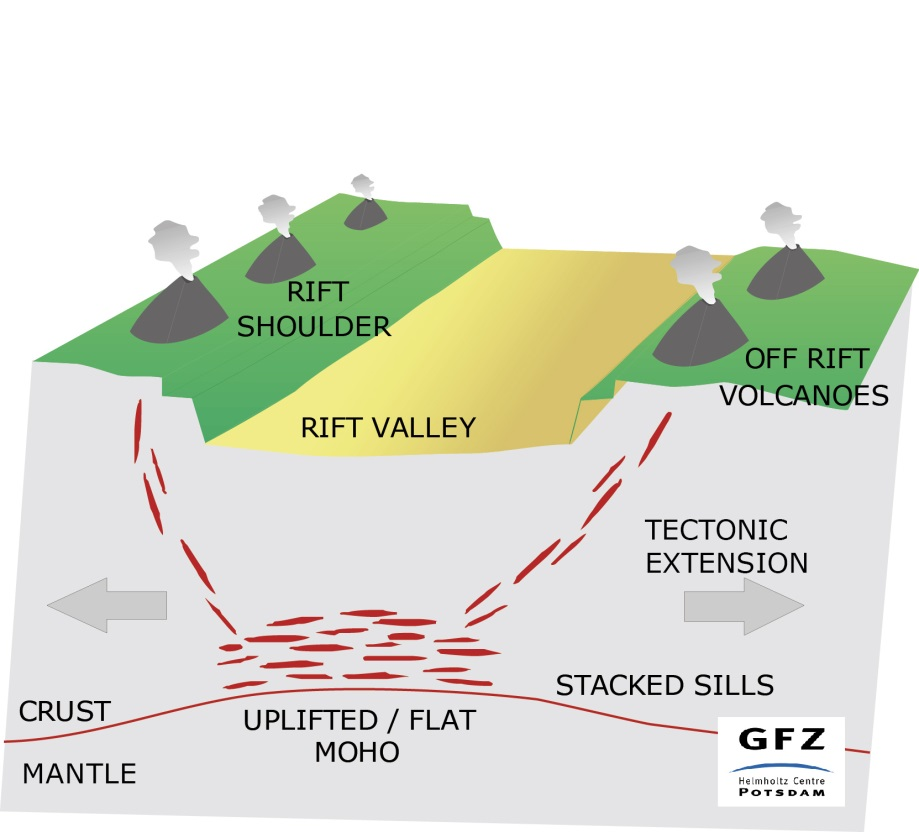 RIFT
SHOULDER
OFF RIFT
VOLCANOES
RIFT VALLEY
TECTONIC
EXTENSION
STACKED SILLS
CRUST
UPLIFTED / FLAT
MOHO
MANTLE
GFZ
Helmholtz Centre
POTSDAM